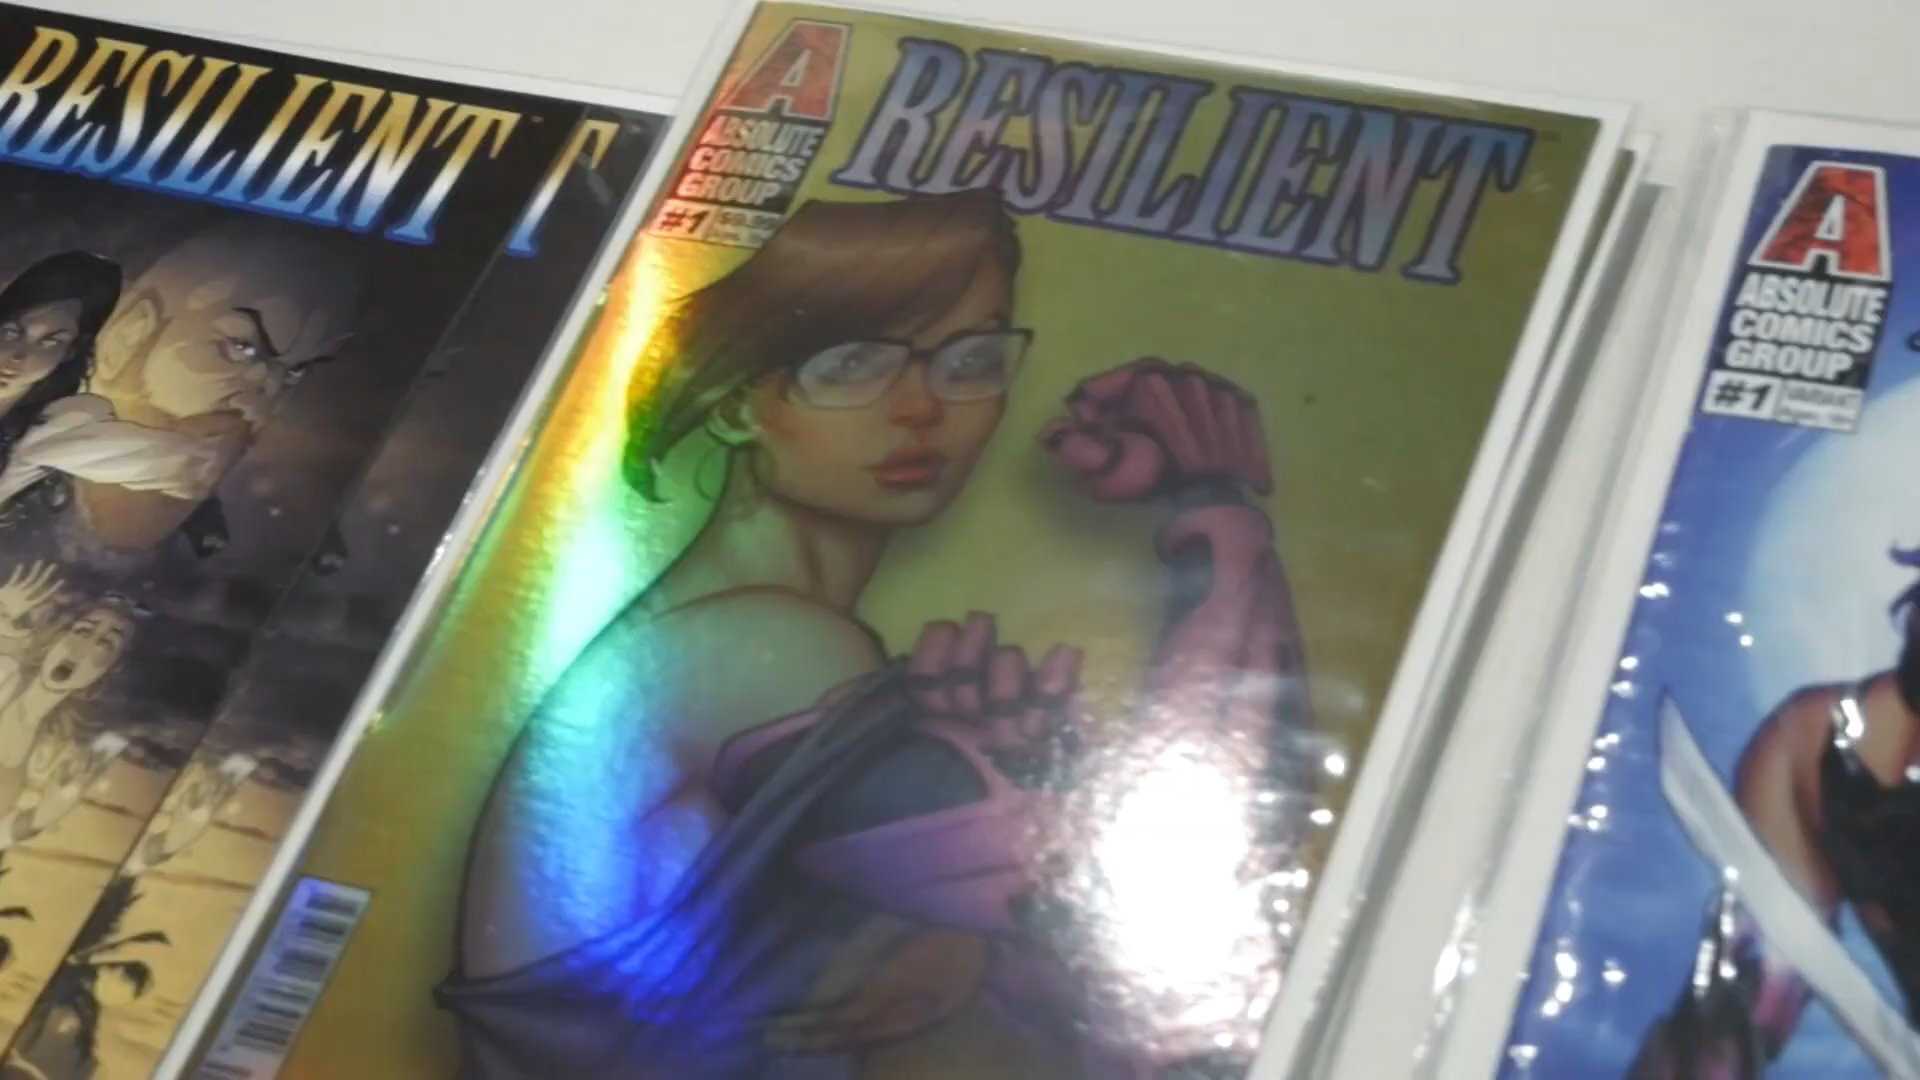 RESILIENT
T
A
ABSOLUTE
COMICS
GROUP
#1
RESILIENT
A
ABSOLUTE
COMICS
GROUP
#1